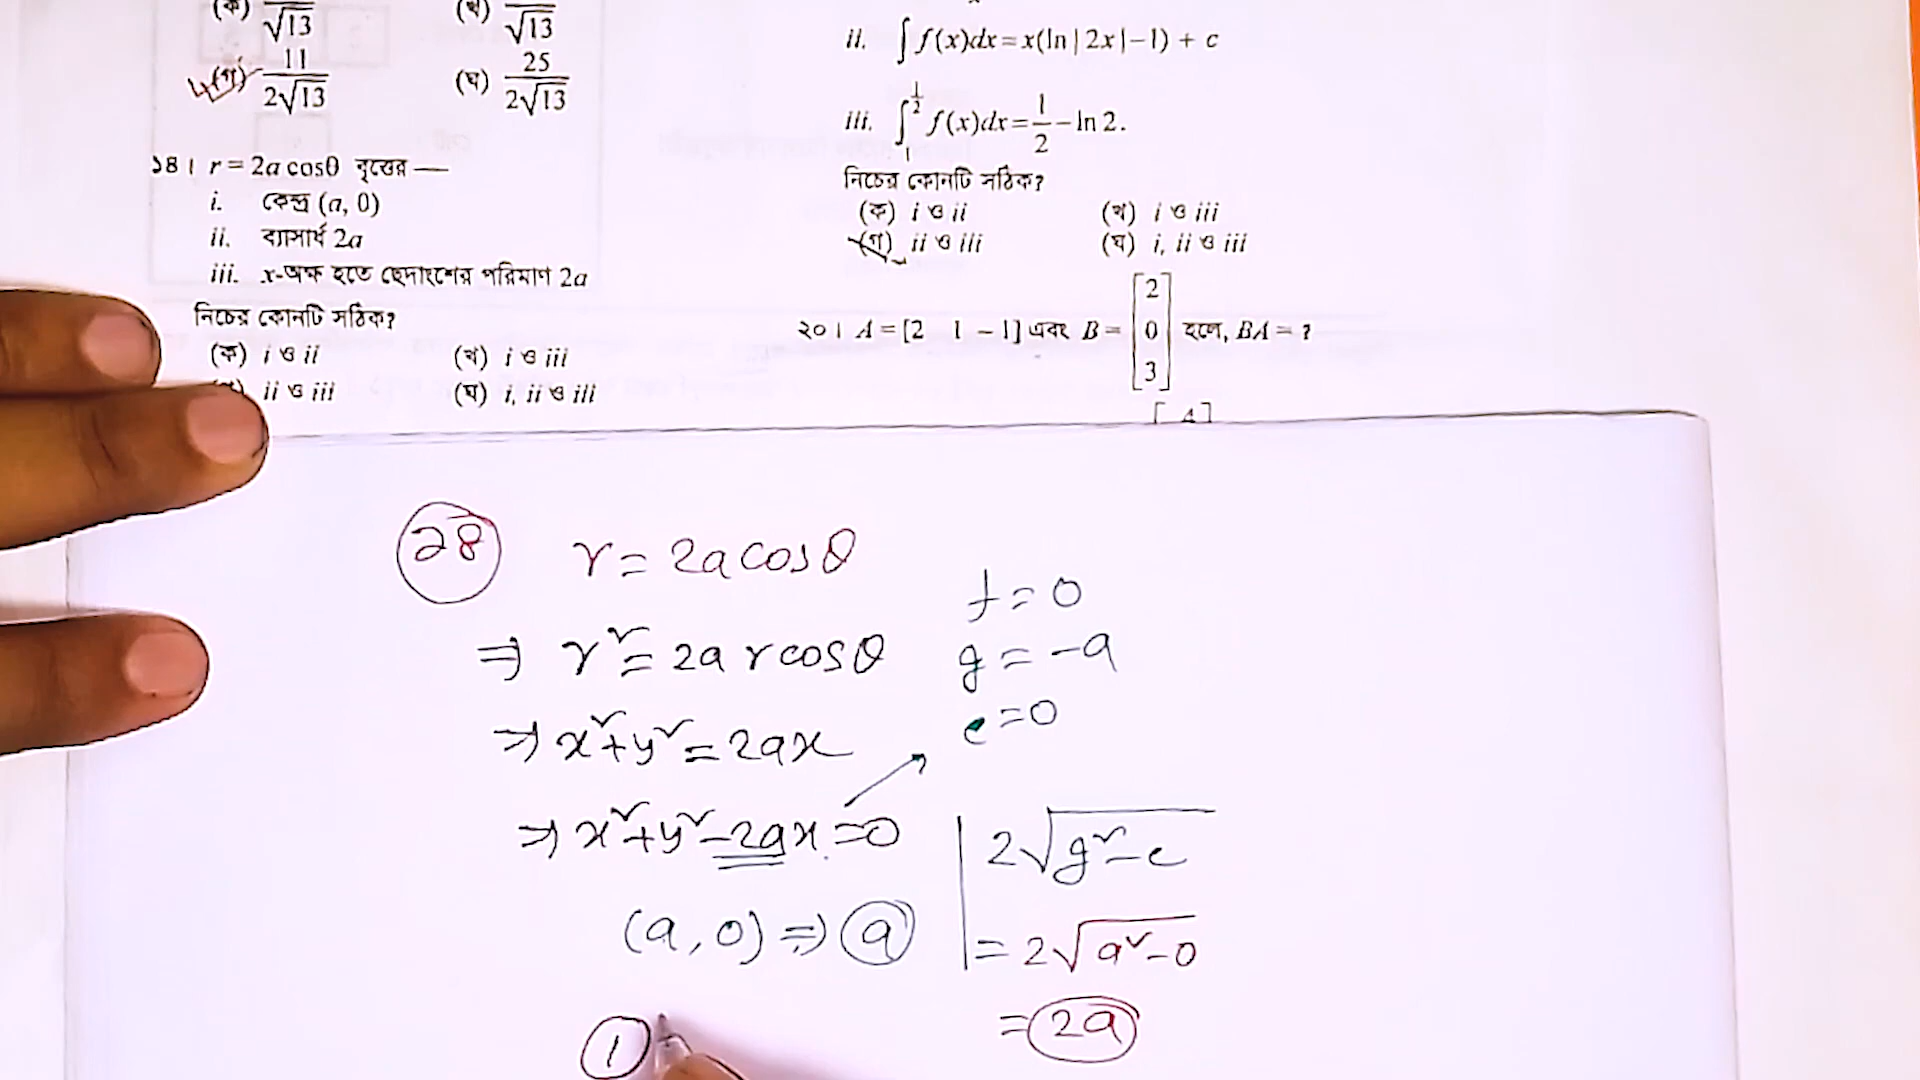 (ক) √13 (খ) √13
(গ) 11/2√13 (ঘ) 25/2√13
১৪। r = 2a cosθ বৃত্তের —
i. কেন্দ্র (a, 0)
ii. ব্যাসার্ধ 2a
iii. x-অক্ষ হতে ছেদাংশের পরিমাণ 2a
নিচের কোনটি সঠিক?
(ক) i ও ii (খ) i ও iii
ii ও iii (ঘ) i, ii ও iii
ii. ∫ f(x)dx = x(ln | 2x | – 1) + c
iii. ∫₁^{1/2} f(x)dx = 1/2 – ln 2.
নিচের কোনটি সঠিক?
(ক) i ও ii (খ) i ও iii
(গ) ii ও iii (ঘ) i, ii ও iii
২০। A = [2 1 – 1] এবং B = [2 0 3] হলে, BA = ?
28 r = 2a cosθ
⇒ r² = 2a r cosθ
⇒ x² + y² = 2ax
⇒ x² + y² – 2ax = 0
(a, 0) ⇒ a
1
f = 0
g = –a
c = 0
2√g² – c
= 2√a² – 0
= 2a